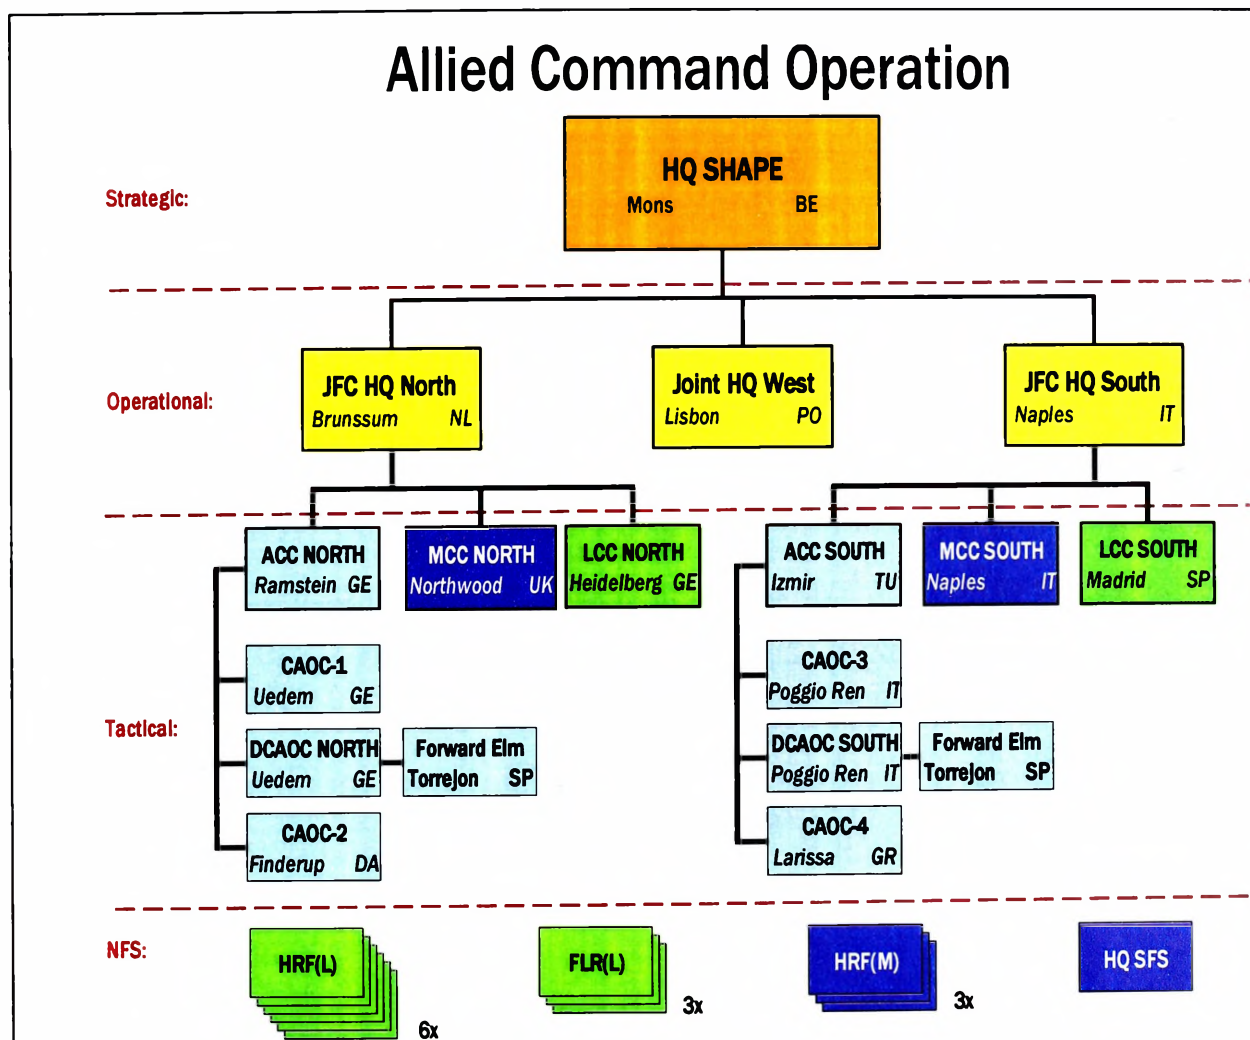 Allied Command Operation
HQ SHAPE
Mons BE
Strategic:
JFC HQ North
Brunssum NL
Joint HQ West
Lisbon PO
JFC HQ South
Naples IT
Operational:
ACC NORTH
Ramstein GE
MCC NORTH
Northwood UK
LCC NORTH
Heidelberg GE
ACC SOUTH
Izmir TU
MCC SOUTH
Naples IT
LCC SOUTH
Madrid SP
CAOC-1
Uedem GE
CAOC-3
Poggio Ren IT
Tactical:
DCAOC NORTH
Uedem GE
Forward Elm
Torrejon SP
DCAOC SOUTH
Poggio Ren IT
Forward Elm
Torrejon SP
CAOC-2
Finderup DA
CAOC-4
Larissa GR
NFS:
HRF(L)
6x
FLR(L)
3x
HRF(M)
3x
HQ SFS